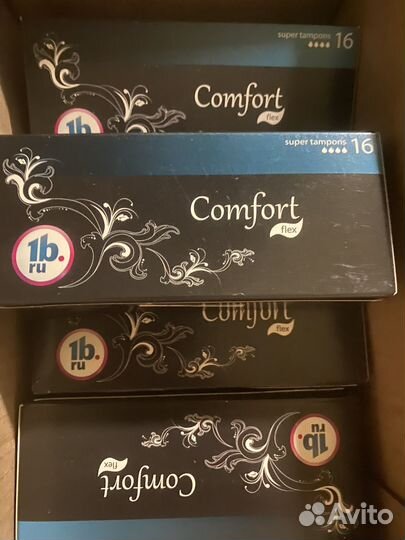 super tampons 16
Comfort
flex
1b.
super tampons 16
Comfort
flex
1b.
ru
Comfort
flex
1b.
ru
1b.
ru
Comfort
flex
Avito